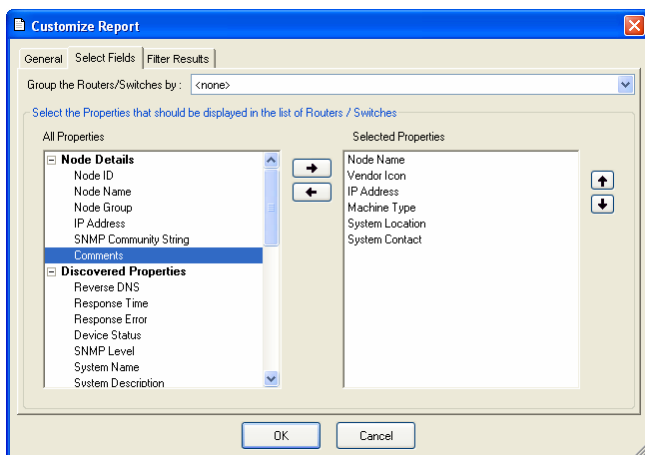 Customize Report
General Select Fields Filter Results
Group the Routers/Switches by : <none>
Select the Properties that should be displayed in the list of Routers / Switches
All Properties
Node Details
Node ID
Node Name
Node Group
IP Address
SNMP Community String
Comments
Discovered Properties
Reverse DNS
Response Time
Response Error
Device Status
SNMP Level
System Name
System Description
Selected Properties
Node Name
Vendor Icon
IP Address
Machine Type
System Location
System Contact
OK Cancel